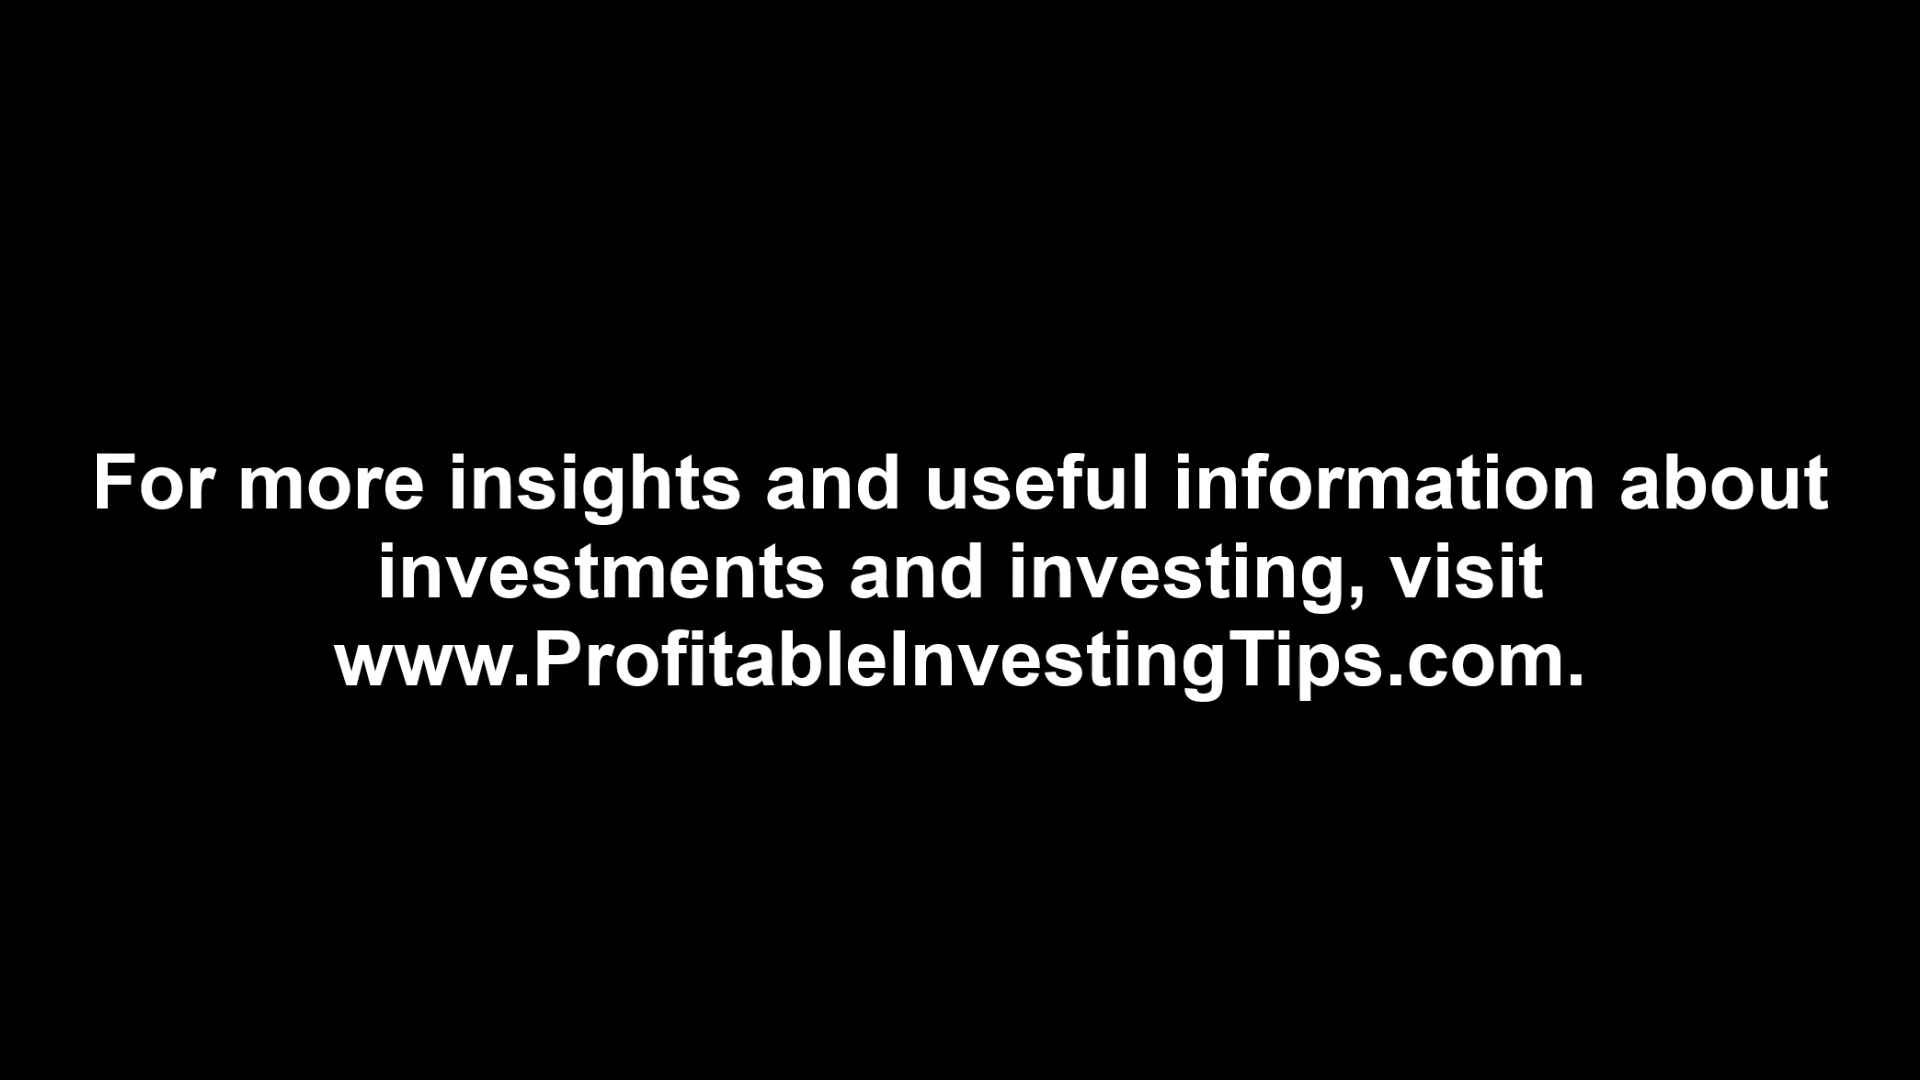 For more insights and useful information about
investments and investing, visit
www.ProfitableInvestingTips.com.